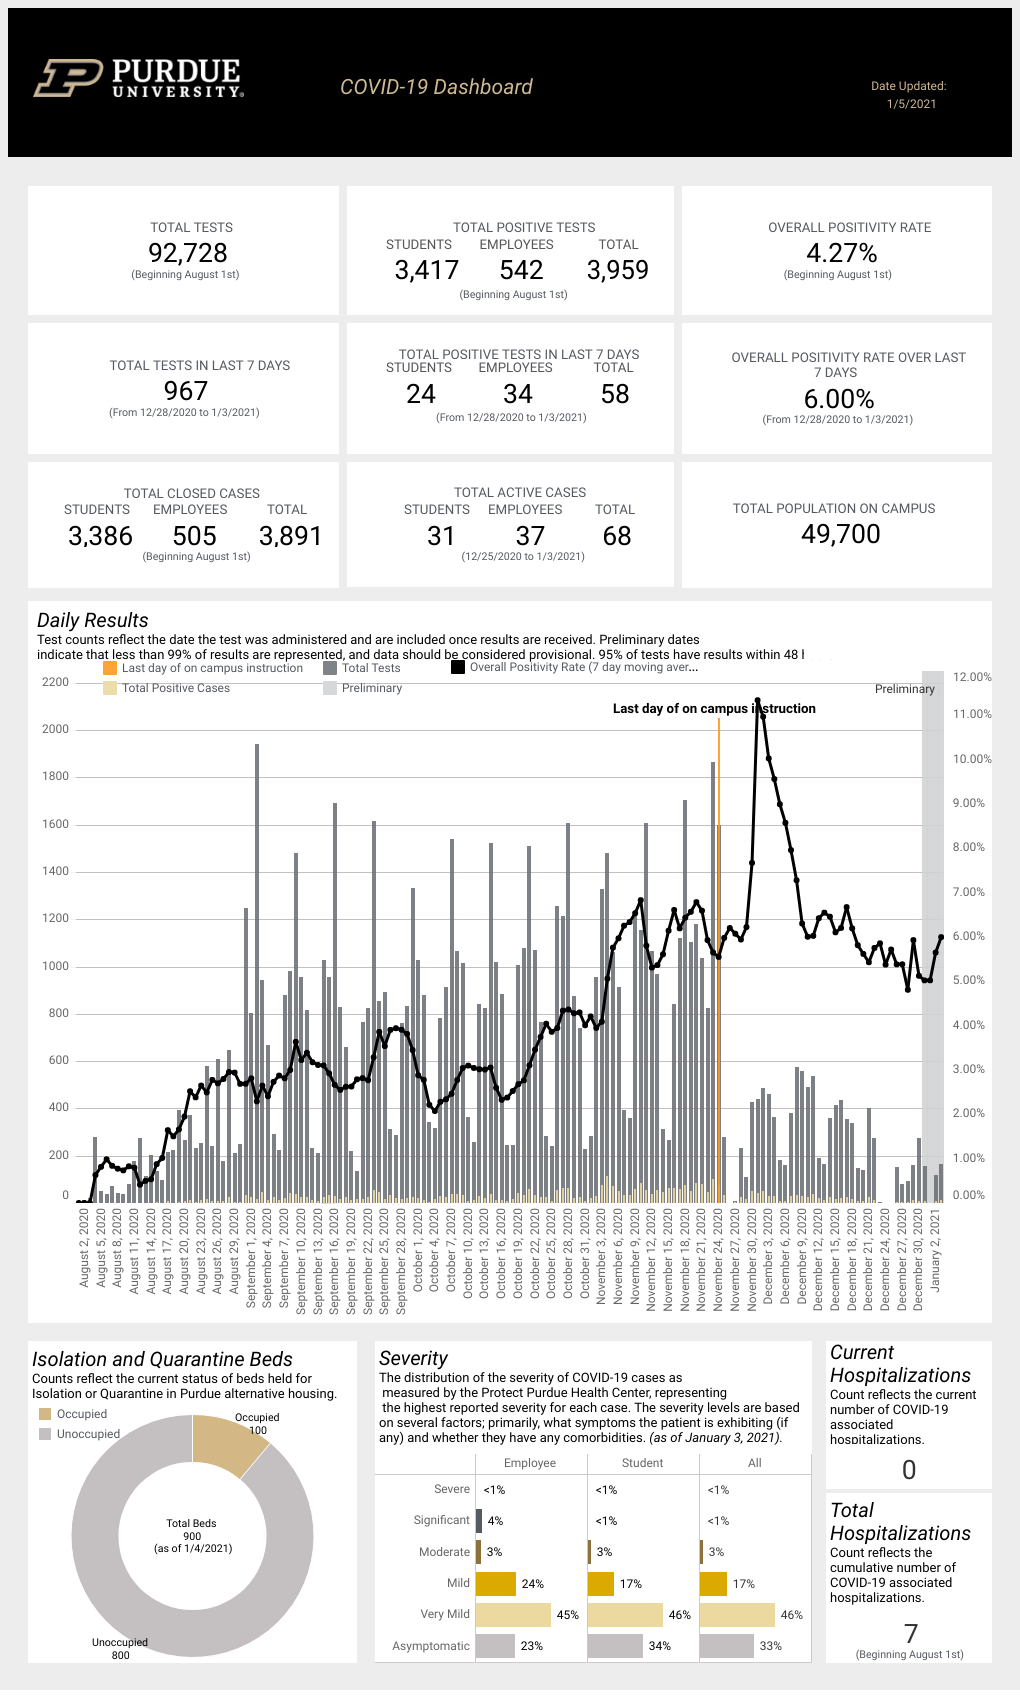 PURDUE
UNIVERSITY®
COVID-19 Dashboard
Date Updated:
1/5/2021
TOTAL TESTS
92,728
(Beginning August 1st)
TOTAL POSITIVE TESTS
STUDENTS EMPLOYEES TOTAL
3,417 542 3,959
(Beginning August 1st)
OVERALL POSITIVITY RATE
4.27%
(Beginning August 1st)
TOTAL TESTS IN LAST 7 DAYS
967
(From 12/28/2020 to 1/3/2021)
TOTAL POSITIVE TESTS IN LAST 7 DAYS
STUDENTS EMPLOYEES TOTAL
24 34 58
(From 12/28/2020 to 1/3/2021)
OVERALL POSITIVITY RATE OVER LAST
7 DAYS
6.00%
(From 12/28/2020 to 1/3/2021)
TOTAL CLOSED CASES
STUDENTS EMPLOYEES TOTAL
3,386 505 3,891
(Beginning August 1st)
TOTAL ACTIVE CASES
STUDENTS EMPLOYEES TOTAL
31 37 68
(12/25/2020 to 1/3/2021)
TOTAL POPULATION ON CAMPUS
49,700
Daily Results
Test counts reflect the date the test was administered and are included once results are received. Preliminary dates
indicate that less than 99% of results are represented, and data should be considered provisional. 95% of tests have results within 48 h
Last day of on campus instruction Total Tests Overall Positivity Rate (7 day moving aver...
Total Positive Cases Preliminary
Preliminary
Last day of on campus instruction
2200
2000
1800
1600
1400
1200
1000
800
600
400
200
0
12.00%
11.00%
10.00%
9.00%
8.00%
7.00%
6.00%
5.00%
4.00%
3.00%
2.00%
1.00%
0.00%
August 2, 2020
August 5, 2020
August 8, 2020
August 11, 2020
August 14, 2020
August 17, 2020
August 20, 2020
August 23, 2020
August 26, 2020
August 29, 2020
September 1, 2020
September 4, 2020
September 7, 2020
September 10, 2020
September 13, 2020
September 16, 2020
September 19, 2020
September 22, 2020
September 25, 2020
September 28, 2020
October 1, 2020
October 4, 2020
October 7, 2020
October 10, 2020
October 13, 2020
October 16, 2020
October 19, 2020
October 22, 2020
October 25, 2020
October 28, 2020
October 31, 2020
November 3, 2020
November 6, 2020
November 9, 2020
November 12, 2020
November 15, 2020
November 18, 2020
November 21, 2020
November 24, 2020
November 27, 2020
November 30, 2020
December 3, 2020
December 6, 2020
December 9, 2020
December 12, 2020
December 15, 2020
December 18, 2020
December 21, 2020
December 24, 2020
December 27, 2020
December 30, 2020
January 2, 2021
Isolation and Quarantine Beds
Counts reflect the current status of beds held for
Isolation or Quarantine in Purdue alternative housing.
Occupied
Unoccupied
Occupied
100
Total Beds
900
(as of 1/4/2021)
Unoccupied
800
Severity
The distribution of the severity of COVID-19 cases as
measured by the Protect Purdue Health Center, representing
the highest reported severity for each case. The severity levels are based
on several factors; primarily, what symptoms the patient is exhibiting (if
any) and whether they have any comorbidities. (as of January 3, 2021).
Employee Student All
Severe <1% <1% <1%
Significant 4% <1% <1%
Moderate 3% 3% 3%
Mild 24% 17% 17%
Very Mild 45% 46% 46%
Asymptomatic 23% 34% 33%
Current
Hospitalizations
Count reflects the current
number of COVID-19
associated
hospitalizations.
0
Total
Hospitalizations
Count reflects the
cumulative number of
COVID-19 associated
hospitalizations.
7
(Beginning August 1st)